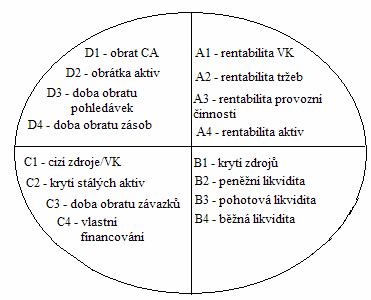 D1 - obrat CA
D2 - obrátka aktiv
D3 - doba obratu
pohledávek
D4 - doba obratu zásob
A1 - rentabilita VK
A2 - rentabilita tržeb
A3 - rentabilita provozní
činnosti
A4 - rentabilita aktiv
C1 - cizí zdroje/VK
C2 - krytí stálých aktiv
C3 - doba obratu závazků
C4 - vlastní
financování
B1 - krytí zdrojů
B2 - peněžní likvidita
B3 - pohotová likvidita
B4 - běžná likvidita